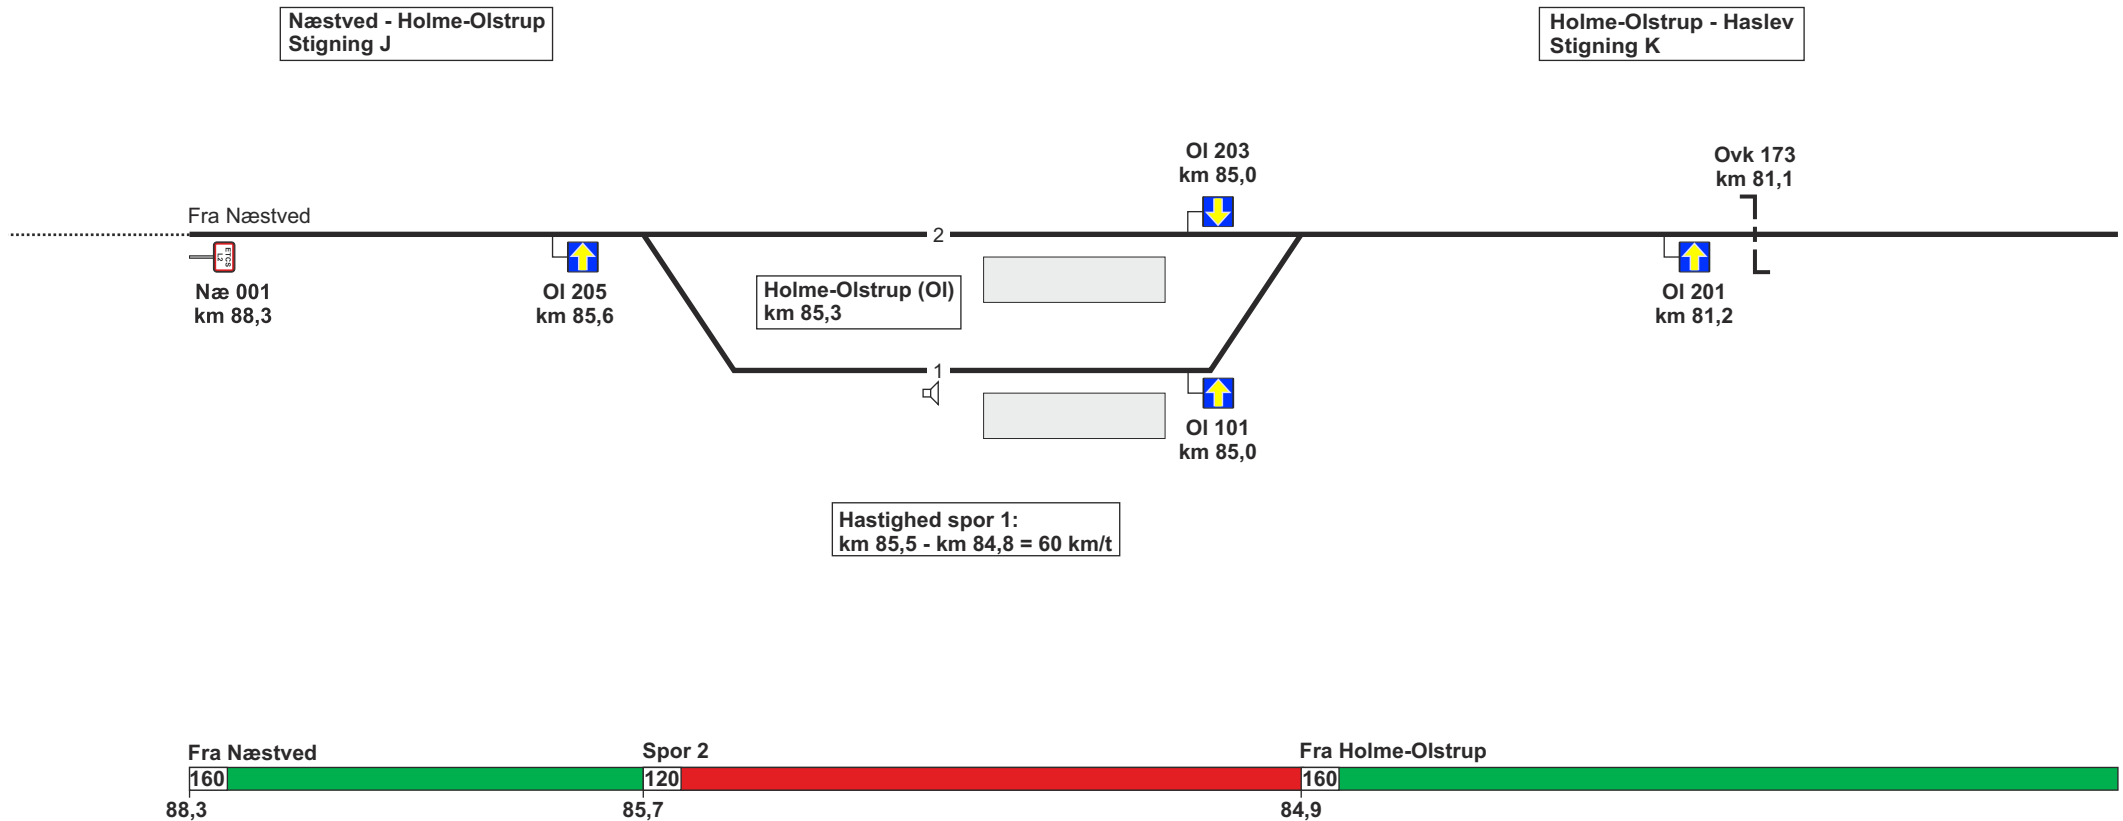 Næstved - Holme-Olstrup
Stigning J
Holme-Olstrup - Haslev
Stigning K
Ol 203
km 85,0
Ovk 173
km 81,1
Fra Næstved
2
ETCS
L2
Næ 001
km 88,3
Ol 205
km 85,6
Holme-Olstrup (Ol)
km 85,3
Ol 201
km 81,2
1
Ol 101
km 85,0
Hastighed spor 1:
km 85,5 - km 84,8 = 60 km/t
Fra Næstved
Spor 2
Fra Holme-Olstrup
160
120
160
88,3
85,7
84,9